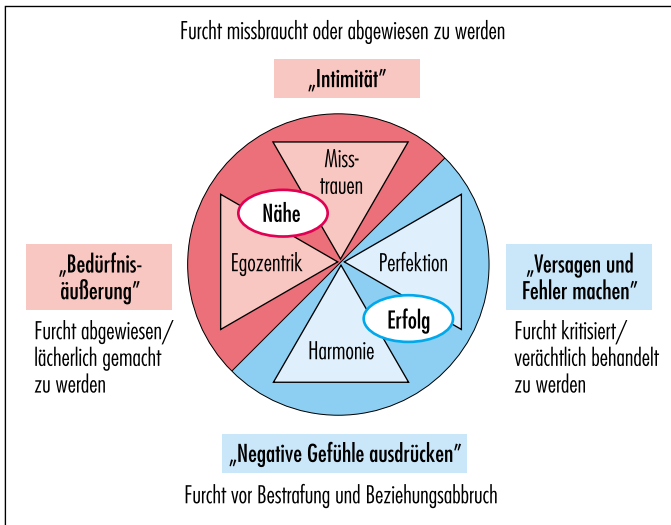 Furcht missbraucht oder abgewiesen zu werden
„Intimität”
Miss-
trauen
Nähe
Egozentrik
Perfektion
Erfolg
Harmonie
„Bedürfnis-
äußerung”
Furcht abgewiesen/
lächerlich gemacht
zu werden
„Versagen und
Fehler machen”
Furcht kritisiert/
verächtlich behandelt
zu werden
„Negative Gefühle ausdrücken”
Furcht vor Bestrafung und Beziehungsabbruch